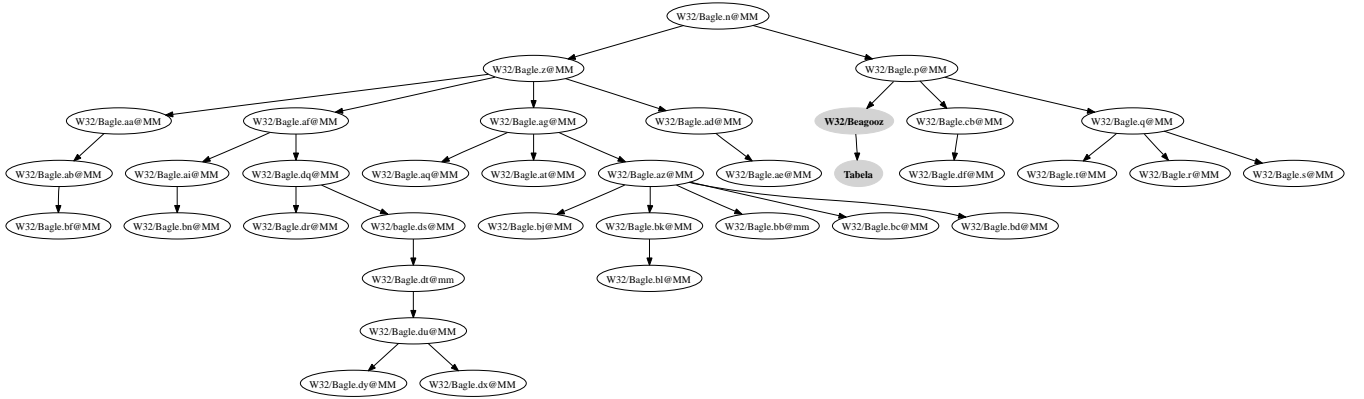 W32/Bagle.n@MM
W32/Bagle.z@MM
W32/Bagle.p@MM
W32/Bagle.aa@MM
W32/Bagle.af@MM
W32/Bagle.ag@MM
W32/Bagle.ad@MM
W32/Beagooz
W32/Bagle.cb@MM
W32/Bagle.q@MM
W32/Bagle.ab@MM
W32/Bagle.ai@MM
W32/Bagle.dq@MM
W32/Bagle.aq@MM
W32/Bagle.at@MM
W32/Bagle.az@MM
W32/Bagle.ae@MM
Tabela
W32/Bagle.df@MM
W32/Bagle.t@MM
W32/Bagle.r@MM
W32/Bagle.s@MM
W32/Bagle.bf@MM
W32/Bagle.bn@MM
W32/Bagle.dr@MM
W32/bagle.ds@MM
W32/Bagle.bj@MM
W32/Bagle.bk@MM
W32/Bagle.bb@mm
W32/Bagle.bc@MM
W32/Bagle.bd@MM
W32/Bagle.dt@mm
W32/Bagle.bl@MM
W32/Bagle.du@MM
W32/Bagle.dy@MM
W32/Bagle.dx@MM